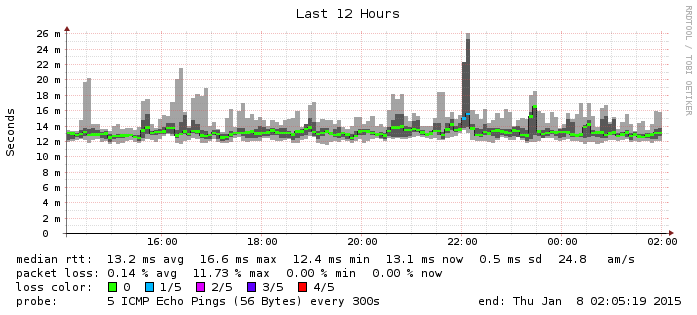 Last 12 Hours
RRDTOOL / TOBI OETIKER
Seconds
26 m
24 m
22 m
20 m
18 m
16 m
14 m
12 m
10 m
8 m
6 m
4 m
2 m
0
16:00 18:00 20:00 22:00 00:00 02:00
median rtt: 13.2 ms avg 16.6 ms max 12.4 ms min 13.1 ms now 0.5 ms sd 24.8 am/s
packet loss: 0.14 % avg 11.73 % max 0.00 % min 0.00 % now
loss color: 0 1/5 2/5 3/5 4/5
probe: 5 ICMP Echo Pings (56 Bytes) every 300s end: Thu Jan 8 02:05:19 2015